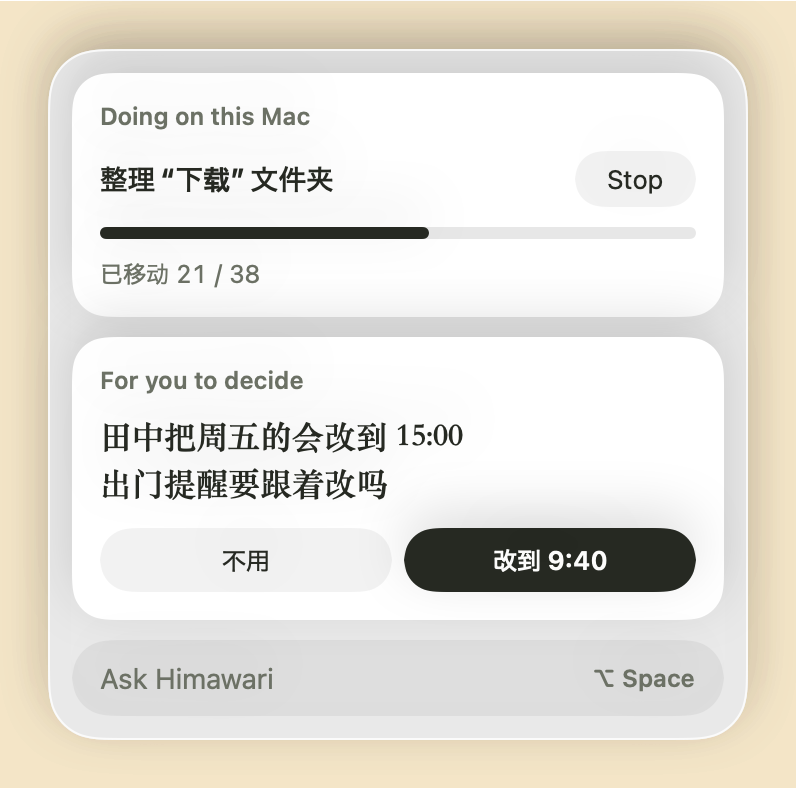 Doing on this Mac
整理“下载”文件夹
Stop
已移动 21 / 38
For you to decide
田中把周五的会改到 15:00
出门提醒要跟着改吗
不用
改到 9:40
Ask Himawari
⌥ Space